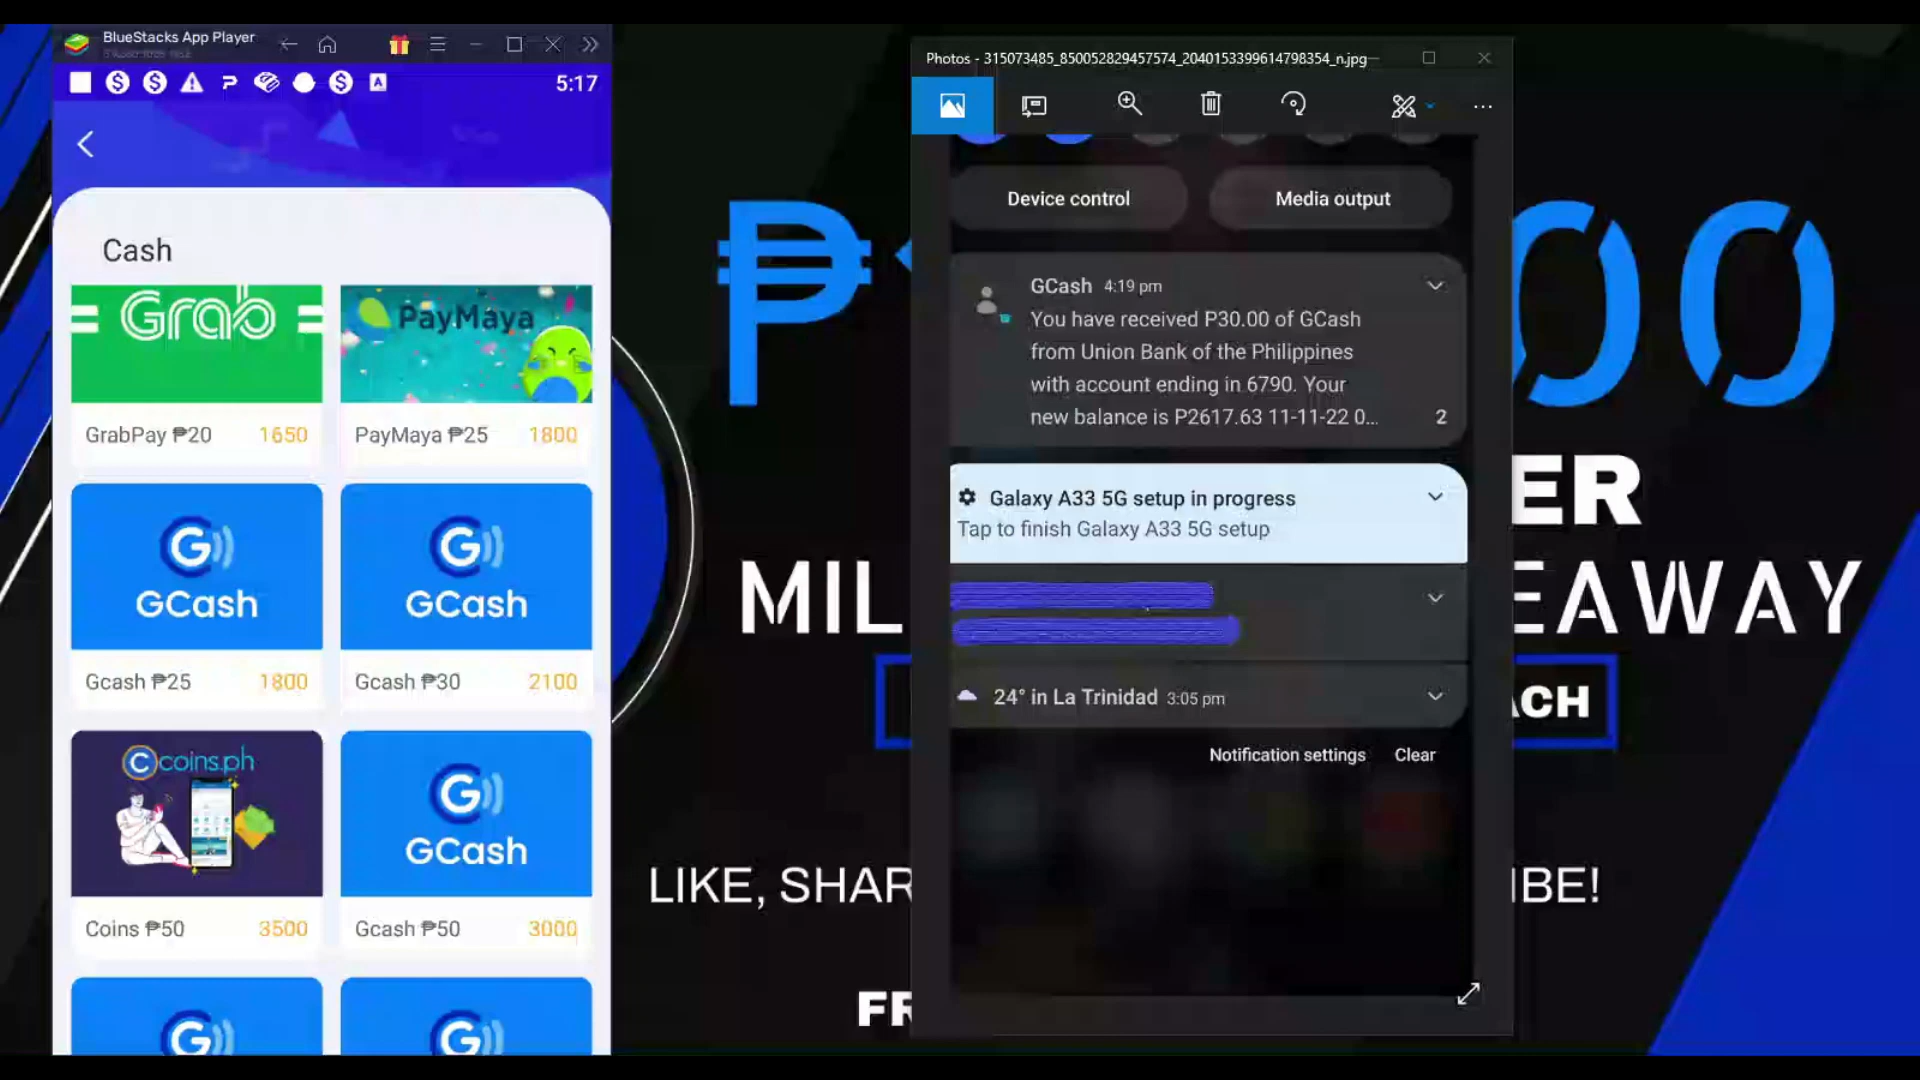 BlueStacks App Player
5:17
Cash
Grab
PayMaya
GrabPay ₱20 1650
PayMaya ₱25 1800
GCash
GCash
Gcash ₱25 1800
Gcash ₱30 2100
coins.ph
GCash
Coins ₱50 3500
Gcash ₱50 3000
Photos - 315073485_850052829457574_2040153399614798354_n.jpg
Device control
Media output
GCash 4:19 pm
You have received P30.00 of GCash
from Union Bank of the Philippines
with account ending in 6790. Your
new balance is P2617.63 11-11-22 0... 2
Galaxy A33 5G setup in progress
Tap to finish Galaxy A33 5G setup
24° in La Trinidad 3:05 pm
Notification settings Clear
₱ 00
ER
MIL EAWAY
ACH
LIKE, SHAR IBE!
FR